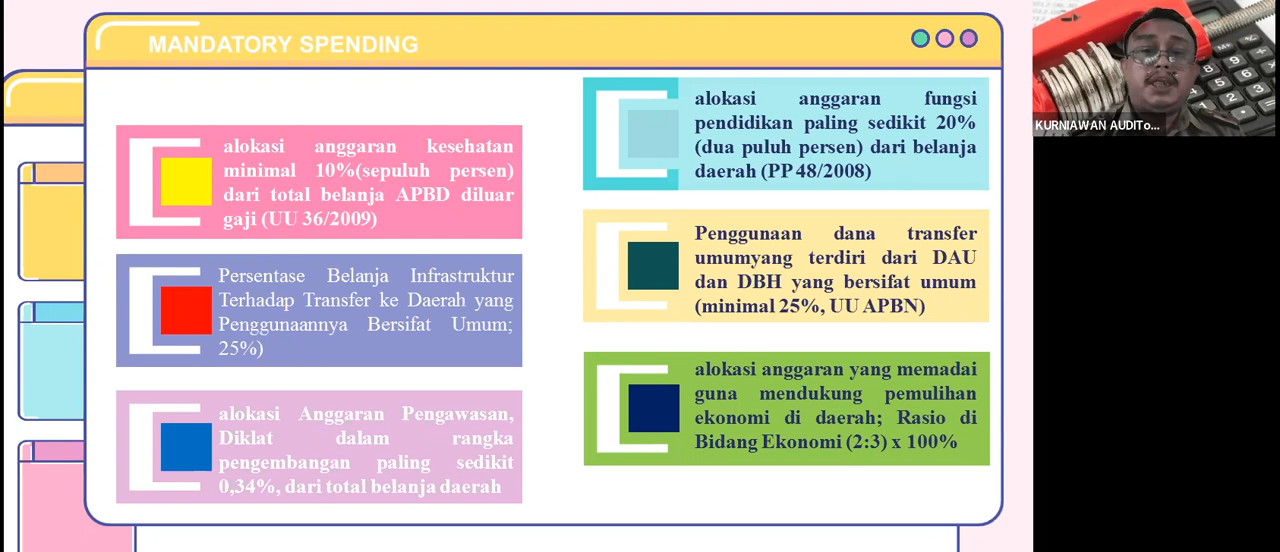 MANDATORY SPENDING
alokasi anggaran kesehatan
minimal 10%(sepuluh persen)
dari total belanja APBD diluar
gaji (UU 36/2009)
Persentase Belanja Infrastruktur
Terhadap Transfer ke Daerah yang
Penggunaannya Bersifat Umum;
25%)
alokasi Anggaran Pengawasan,
Diklat dalam rangka
pengembangan paling sedikit
0,34%, dari total belanja daerah
alokasi anggaran fungsi
pendidikan paling sedikit 20%
(dua puluh persen) dari belanja
daerah (PP 48/2008)
Penggunaan dana transfer
umumyang terdiri dari DAU
dan DBH yang bersifat umum
(minimal 25%, UU APBN)
alokasi anggaran yang memadai
guna mendukung pemulihan
ekonomi di daerah; Rasio di
Bidang Ekonomi (2:3) x 100%
KURNIAWAN AUDITo...